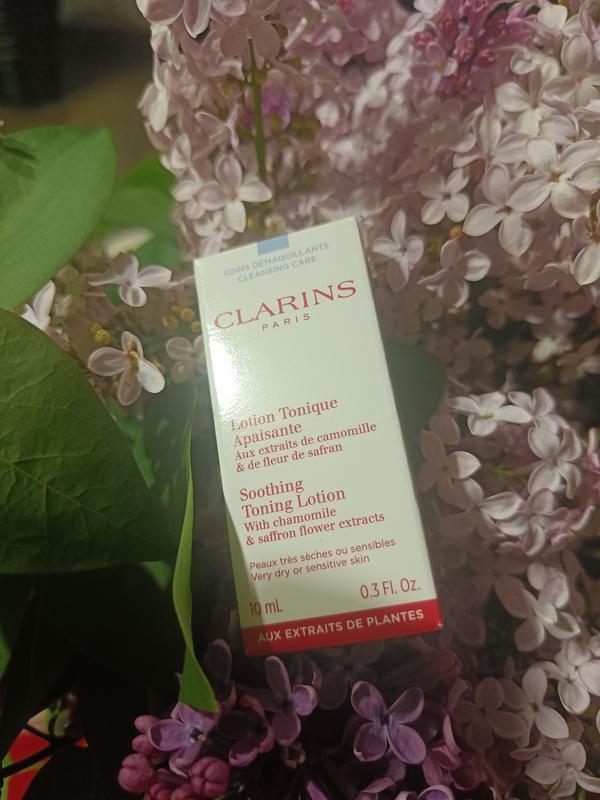 SOINS DÉMAQUILLANTS
CLEANSING CARE
CLARINS
PARIS
Lotion Tonique
Apaisante
Aux extraits de camomille
& de fleur de safran
Soothing
Toning Lotion
With chamomile
& saffron flower extracts
Peaux très sèches ou sensibles
Very dry or sensitive skin
10 mL 0.3 Fl. Oz.
AUX EXTRAITS DE PLANTES